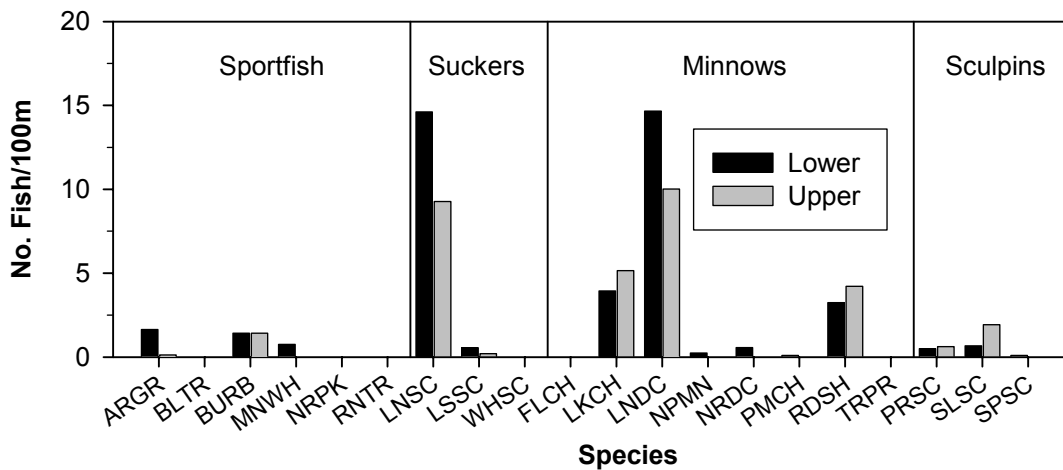 20
15
10
5
0
No. Fish/100m
Sportfish
Suckers
Minnows
Sculpins
Lower
Upper
ARGR
BLTR
BURB
MNWH
NRPK
RNTR
LNSC
LSSC
WHSC
FLCH
LKCH
LNDC
NPMN
NRDC
PMCH
RDSH
TRPR
PRSC
SLSC
SPSC
Species